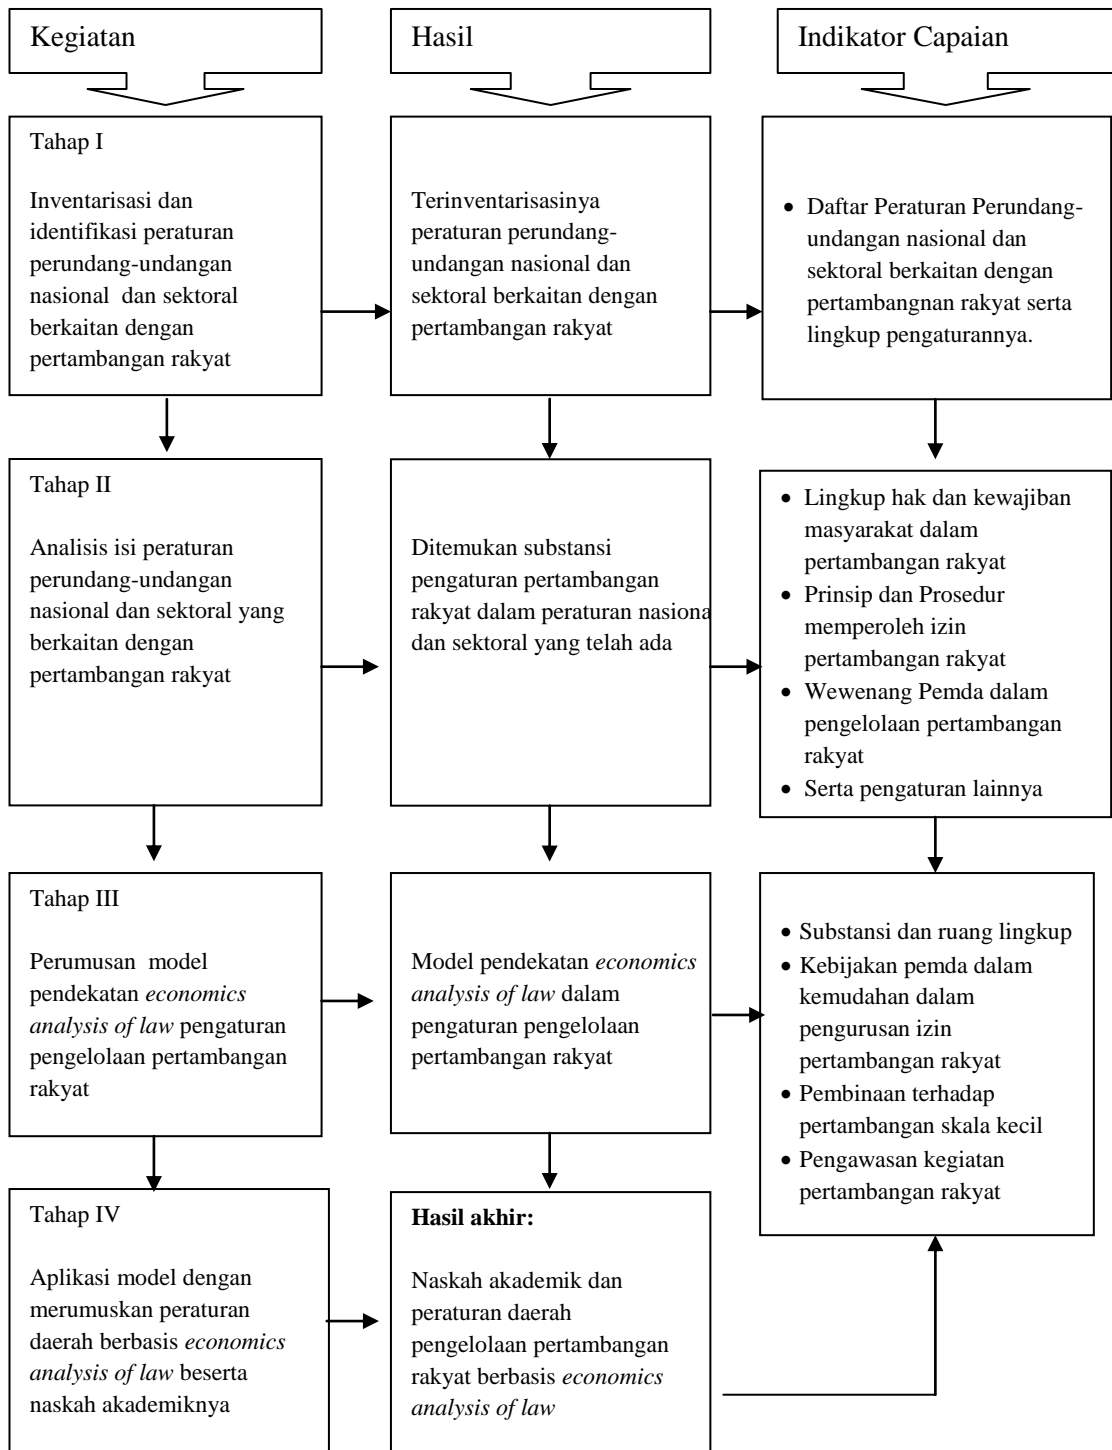 Kegiatan
Hasil
Indikator Capaian
Tahap I
Inventarisasi dan
identifikasi peraturan
perundang-undangan
nasional dan sektoral
berkaitan dengan
pertambangan rakyat
Terinventarisasinya
peraturan perundang-
undangan nasional dan
sektoral berkaitan dengan
pertambangan rakyat
• Daftar Peraturan Perundang-
undangan nasional dan
sektoral berkaitan dengan
pertambangnan rakyat serta
lingkup pengaturannya.
Tahap II
Analisis isi peraturan
perundang-undangan
nasional dan sektoral yang
berkaitan dengan
pertambangan rakyat
Ditemukan substansi
pengaturan pertambangan
rakyat dalam peraturan nasiona
dan sektoral yang telah ada
• Lingkup hak dan kewajiban
masyarakat dalam
pertambangan rakyat
• Prinsip dan Prosedur
memperoleh izin
pertambangan rakyat
• Wewenang Pemda dalam
pengelolaan pertambangan
rakyat
• Serta pengaturan lainnya
Tahap III
Perumusan model
pendekatan economics
analysis of law pengaturan
pengelolaan pertambangan
rakyat
Model pendekatan economics
analysis of law dalam
pengaturan pengelolaan
pertambangan rakyat
• Substansi dan ruang lingkup
• Kebijakan pemda dalam
kemudahan dalam
pengurusan izin
pertambangan rakyat
• Pembinaan terhadap
pertambangan skala kecil
• Pengawasan kegiatan
pertambangan rakyat
Tahap IV
Aplikasi model dengan
merumuskan peraturan
daerah berbasis economics
analysis of law beserta
naskah akademiknya
Hasil akhir:
Naskah akademik dan
peraturan daerah
pengelolaan pertambangan
rakyat berbasis economics
analysis of law